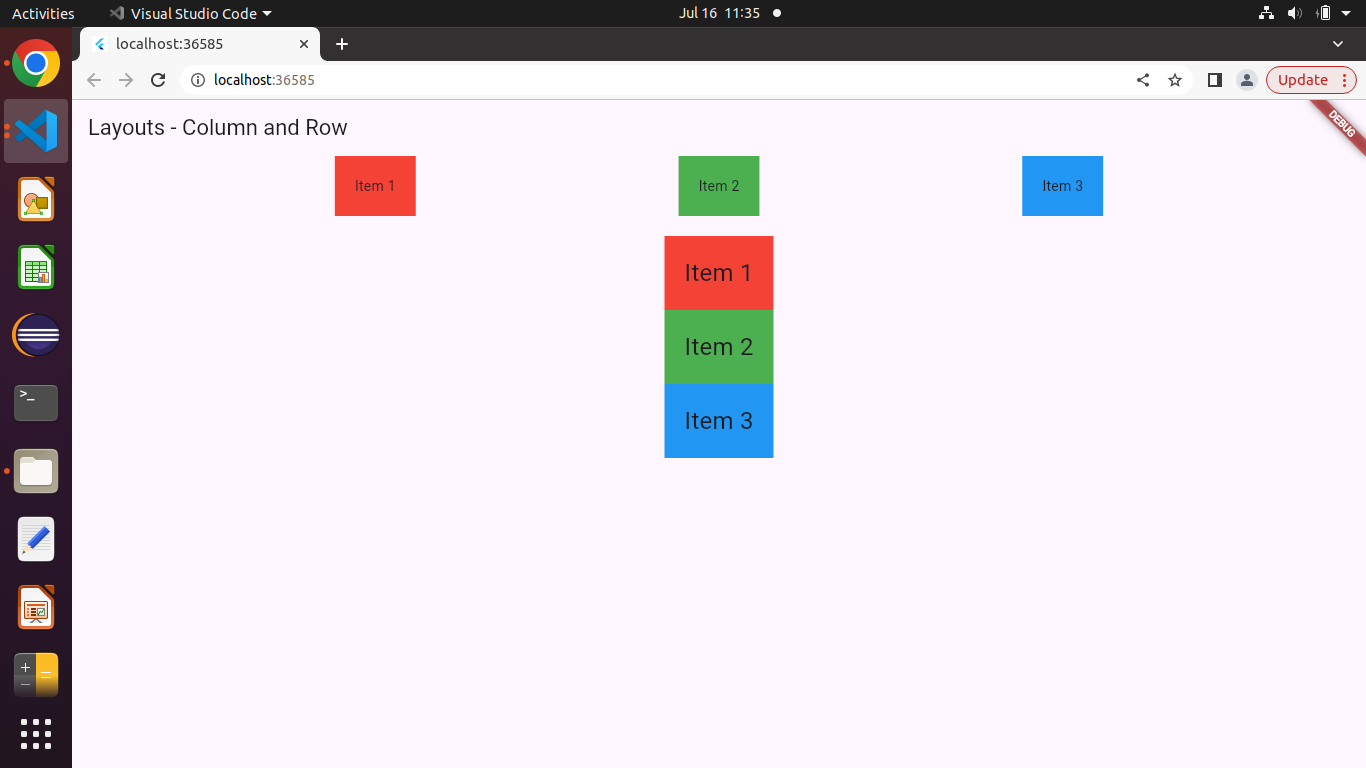 Activities Visual Studio Code Jul 16 11:35
localhost:36585
localhost:36585 Update
Layouts - Column and Row
DEBUG
Item 1 Item 2 Item 3
Item 1
Item 2
Item 3